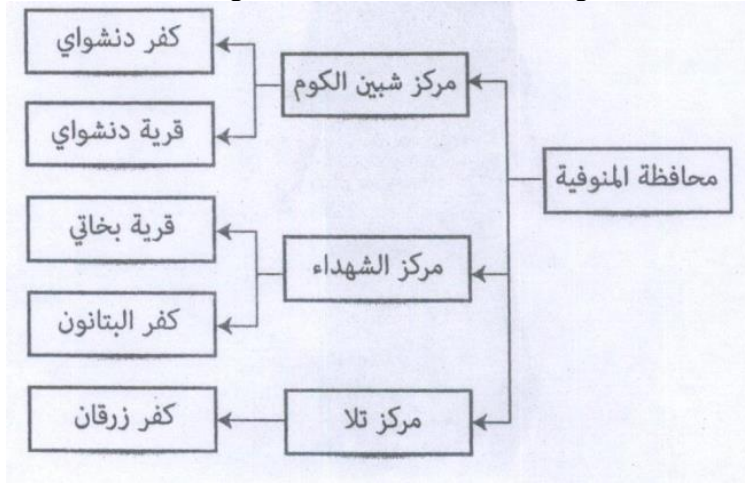 محافظة المنوفية
مركز شبين الكوم
كفر دنشواي
قرية دنشواي
مركز الشهداء
قرية بخاتي
كفر البتانون
مركز تلا
كفر زرقان